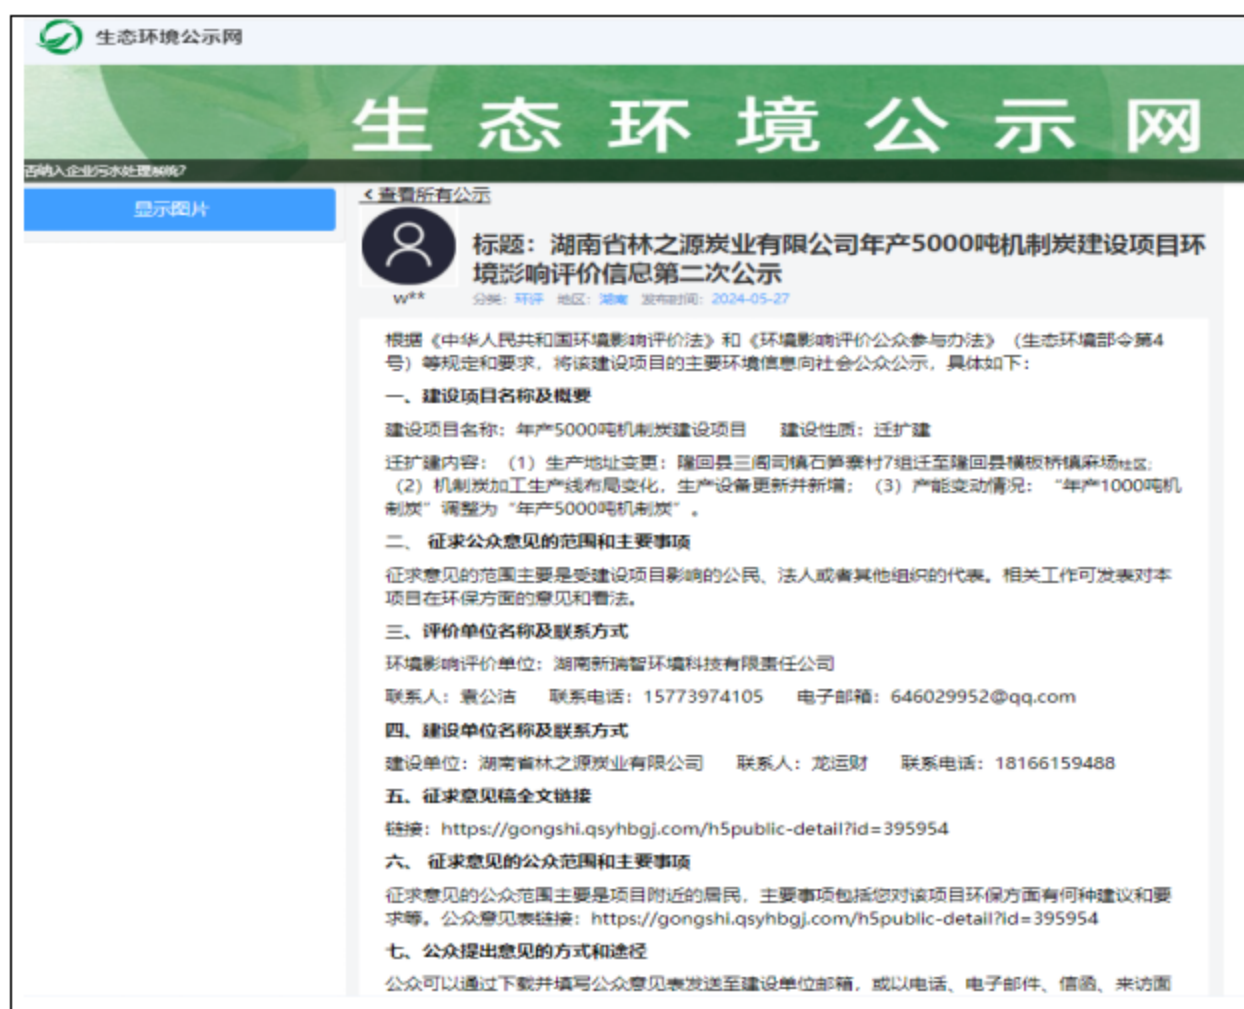 生态环境公示网
生态环境公示网
否纳入企业污水处理系统?
显示图片
<查看所有公示
标题：湖南省林之源炭业有限公司年产5000吨机制炭建设项目环
境影响评价信息第二次公示
w**
分类：环评 地区：湖南 发布时间：2024-05-27
根据《中华人民共和国环境影响评价法》和《环境影响评价公众参与办法》（生态环境部令第4
号）等规定和要求，将该建设项目的主要环境信息向社会公众公示，具体如下：
一、建设项目名称及概要
建设项目名称：年产5000吨机制炭建设项目 建设性质：迁扩建
迁扩建内容：（1）生产地址变更：隆回县三阁司镇石笋寨村7组迁至隆回县横板桥镇麻场社区；
（2）机制炭加工生产线布局变化，生产设备更新并新增；（3）产能变动情况：“年产1000吨机
制炭”调整为“年产5000吨机制炭”。
二、 征求公众意见的范围和主要事项
征求意见的范围主要是受建设项目影响的公民、法人或者其他组织的代表。相关工作可发表对本
项目在环保方面的意见和看法。
三、评价单位名称及联系方式
环境影响评价单位：湖南新瑞智环境科技有限责任公司
联系人：袁公洁 联系电话：15773974105 电子邮箱：646029952@qq.com
四、建设单位名称及联系方式
建设单位：湖南省林之源炭业有限公司 联系人：龙运财 联系电话：18166159488
五、征求意见稿全文链接
链接：https://gongshi.qsyhbgj.com/h5public-detail?id=395954
六、 征求意见的公众范围和主要事项
征求意见的公众范围主要是项目附近的居民，主要事项包括您对该项目环保方面有何种建议和要
求等。公众意见表链接：https://gongshi.qsyhbgj.com/h5public-detail?id=395954
七、公众提出意见的方式和途径
公众可以通过下载并填写公众意见表发送至建设单位邮箱，或以电话、电子邮件、信函、来访面